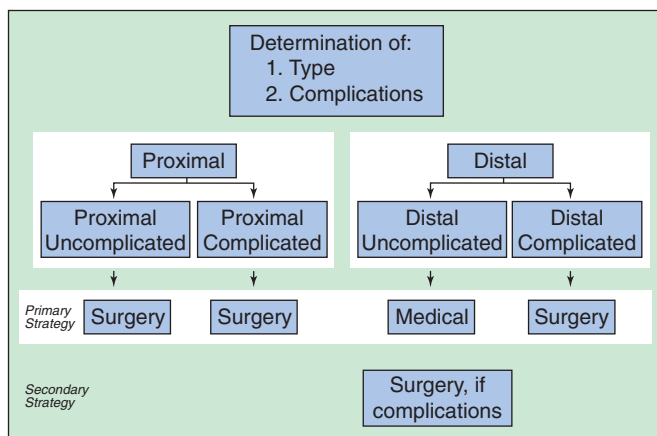 Determination of:
1. Type
2. Complications
Proximal
Distal
Proximal
Uncomplicated
Proximal
Complicated
Distal
Uncomplicated
Distal
Complicated
Primary
Strategy
Surgery
Surgery
Medical
Surgery
Secondary
Strategy
Surgery, if
complications